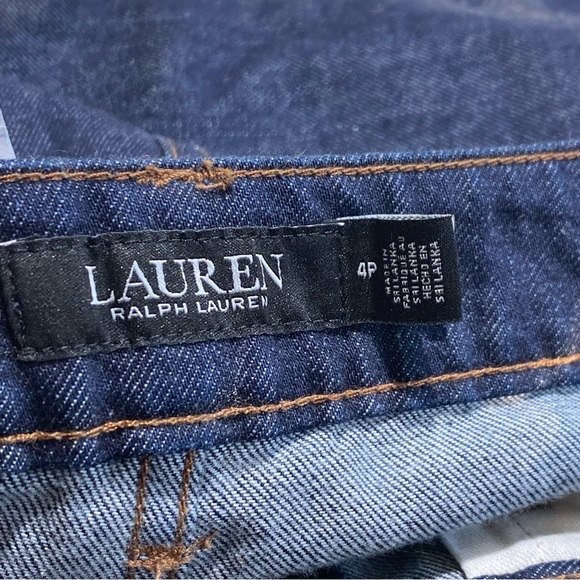 LAUREN
RALPH LAUREN
4P
MADE IN
SRI LANKA
FABRIQUÉ AU
SRI LANKA
HECHO EN
SRI LANKA